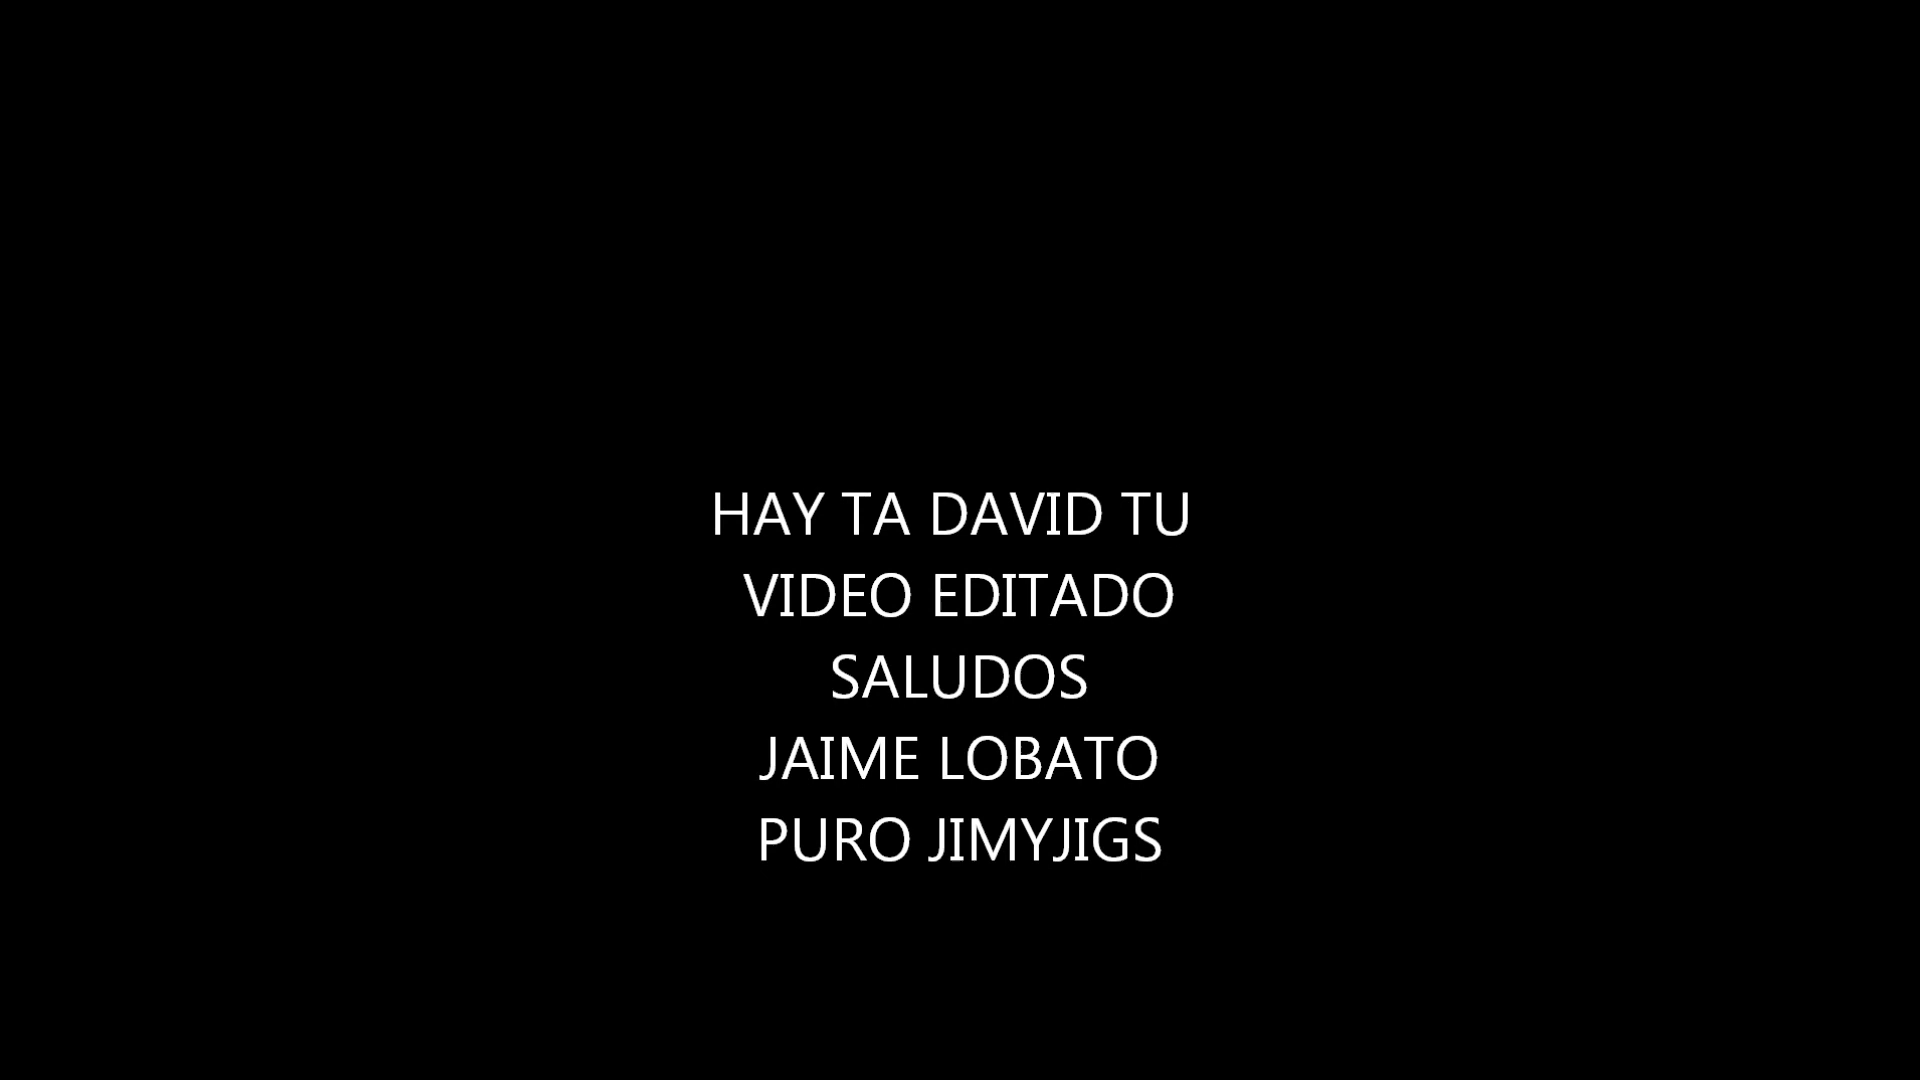 HAY TA DAVID TU
VIDEO EDITADO
SALUDOS
JAIME LOBATO
PURO JIMYJIGS